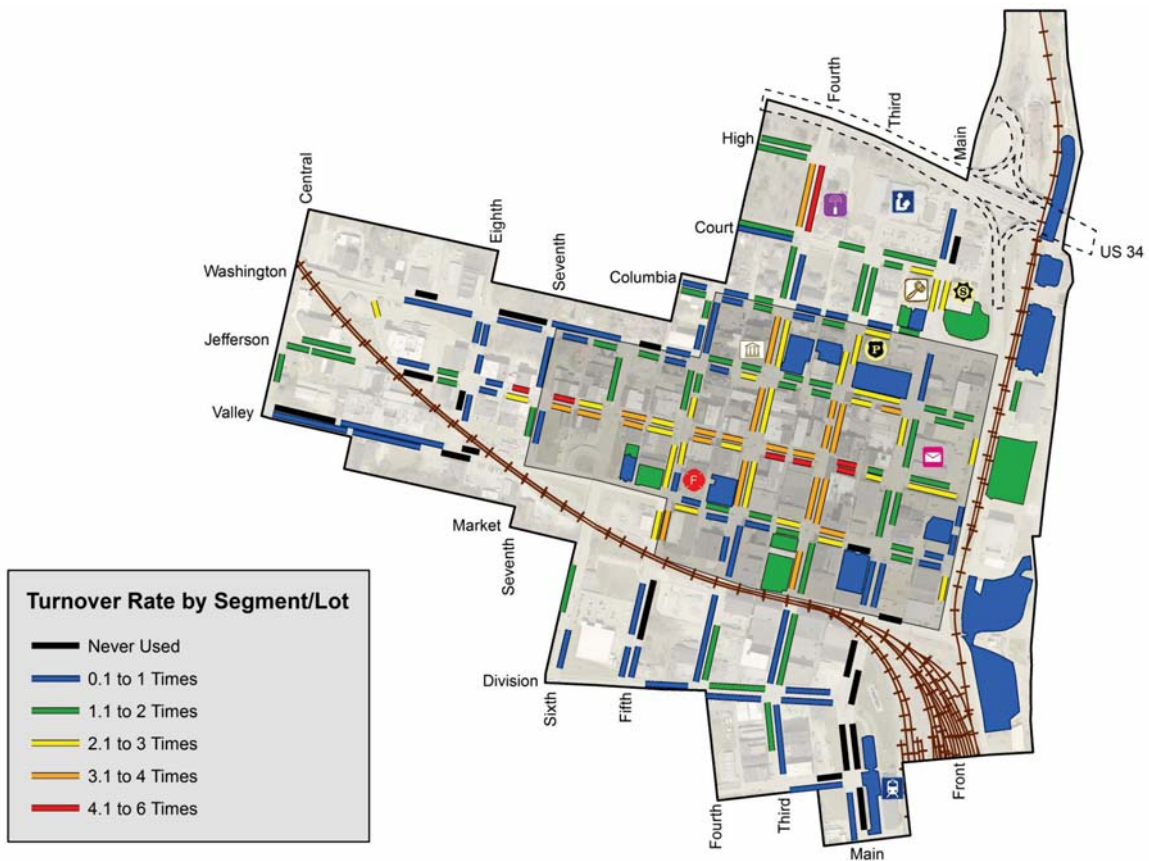 Fourth
Third
Main
High
Central
Eighth
Court
US 34
Seventh
Columbia
Washington
S
Jefferson
P
Valley
F
Market
Seventh
Turnover Rate by Segment/Lot
Never Used
0.1 to 1 Times
1.1 to 2 Times
2.1 to 3 Times
3.1 to 4 Times
4.1 to 6 Times
Division
Sixth
Fifth
Front
Fourth
Third
Main